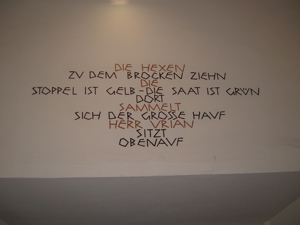 DIE HEXEN
ZU DEM BROCKEN ZIEHN
DIE
STOPPEL IST GELB - DIE SAAT IST GRÜN
DORT
SAMMELT
SICH DER GROSSE HAUF
HERR URIAN
SITZT
OBENAUF